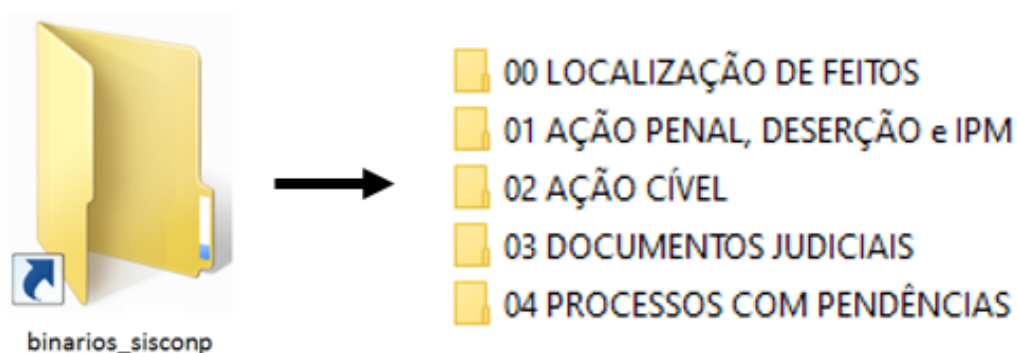 binarios_sisconp
00 LOCALIZAÇÃO DE FEITOS
01 AÇÃO PENAL, DESERÇÃO e IPM
02 AÇÃO CÍVEL
03 DOCUMENTOS JUDICIAIS
04 PROCESSOS COM PENDÊNCIAS